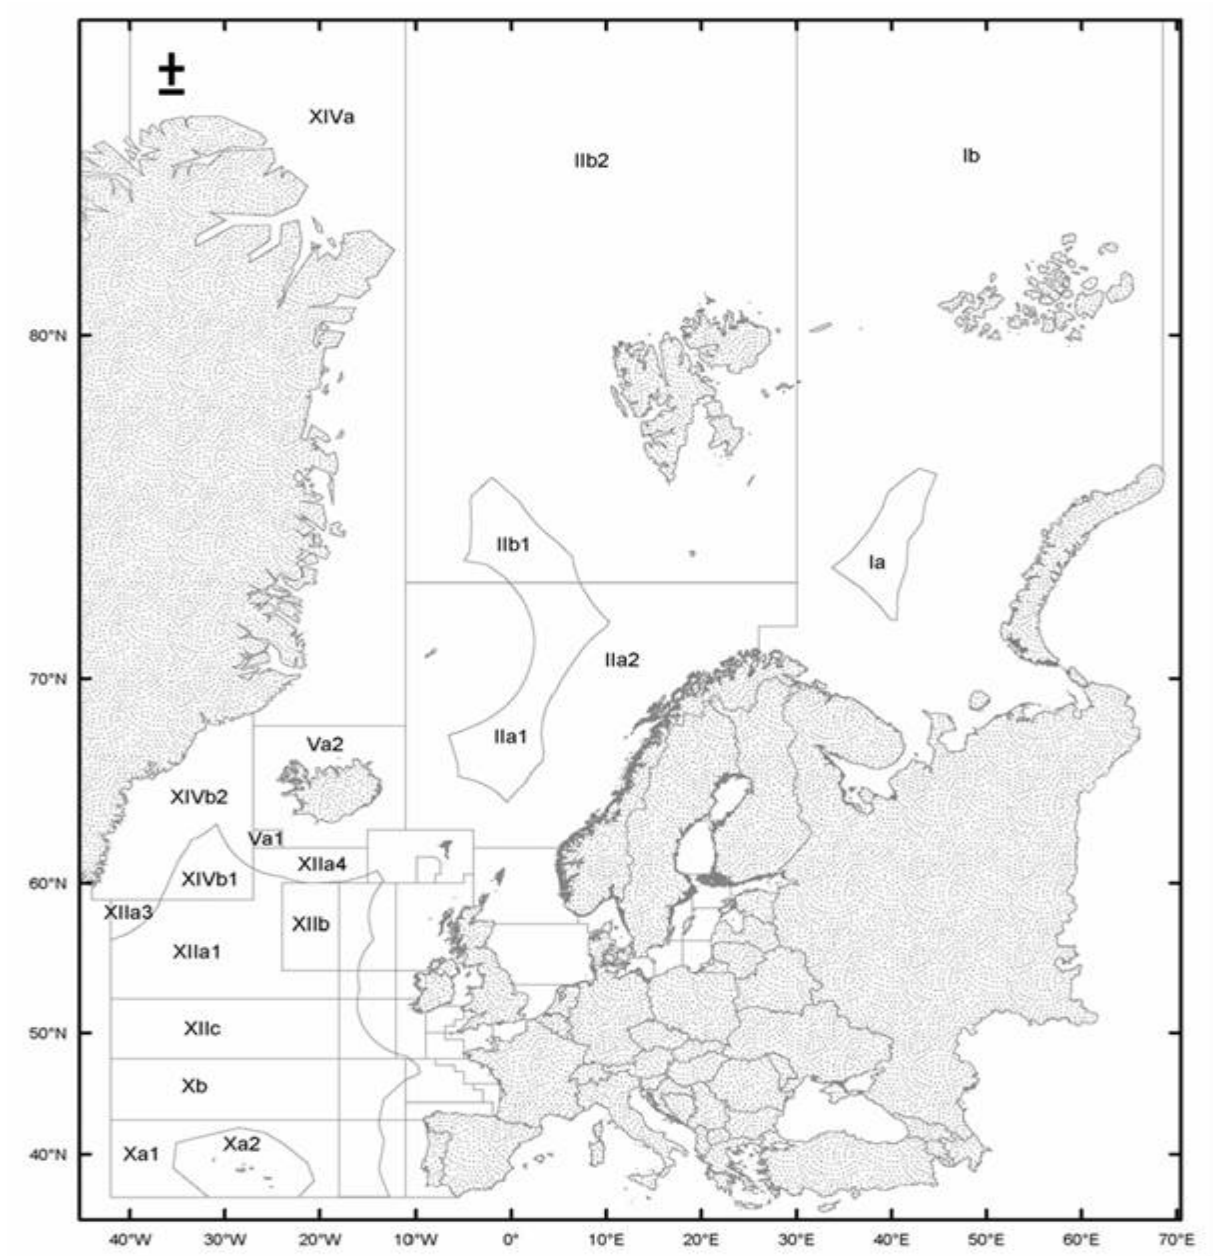 ±
XIVa
IIb2
Ib
80°N
IIb1
Ia
IIa2
70°N
IIa1
Va2
XIVb2
Va1
XIIa4
XIVb1
60°N
XIIa3
XIIb
XIIa1
XIIc
50°N
Xb
Xa2
Xa1
40°N
40°W 30°W 20°W 10°W 0° 10°E 20°E 30°E 40°E 50°E 60°E 70°E